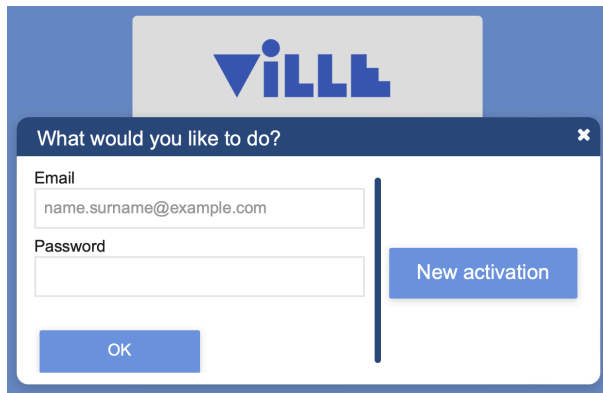 ViLLE
What would you like to do?
Email
name.surname@example.com
Password
New activation
OK